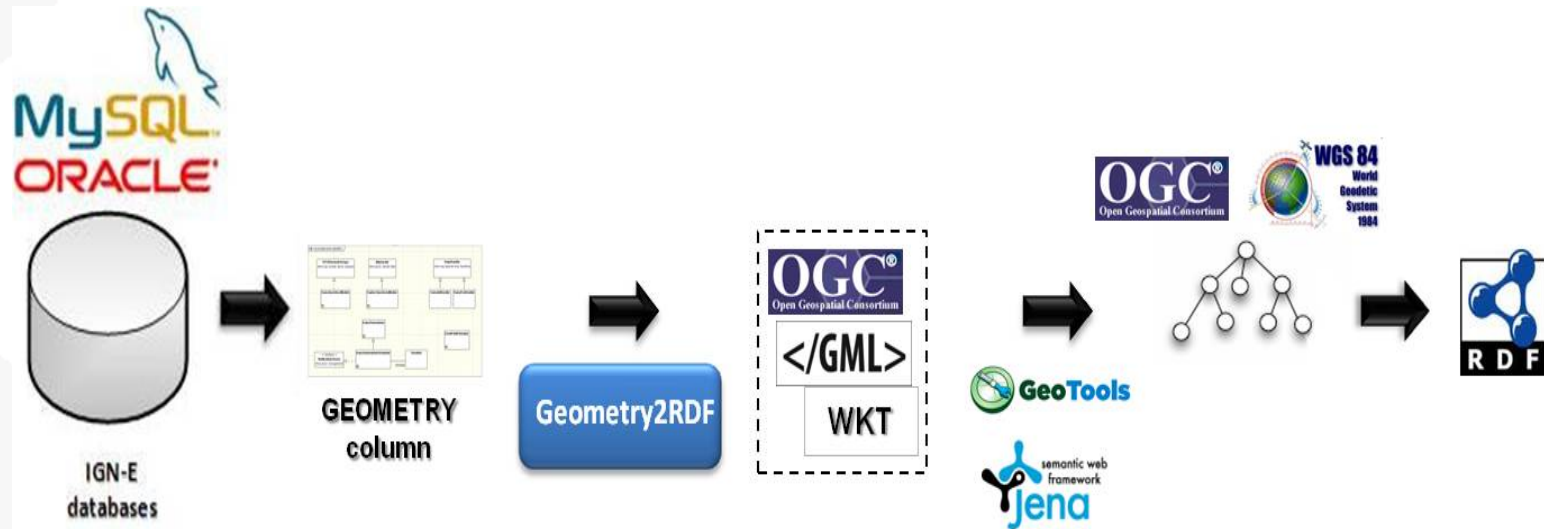 MySQL
ORACLE
IGN-E
databases
GEOMETRY
column
Geometry2RDF
OGC®
Open Geospatial Consortium
</GML>
WKT
GeoTools
semantic web
framework
jena
OGC®
Open Geospatial Consortium
WGS 84
World
Geodetic
System
1984
RDF